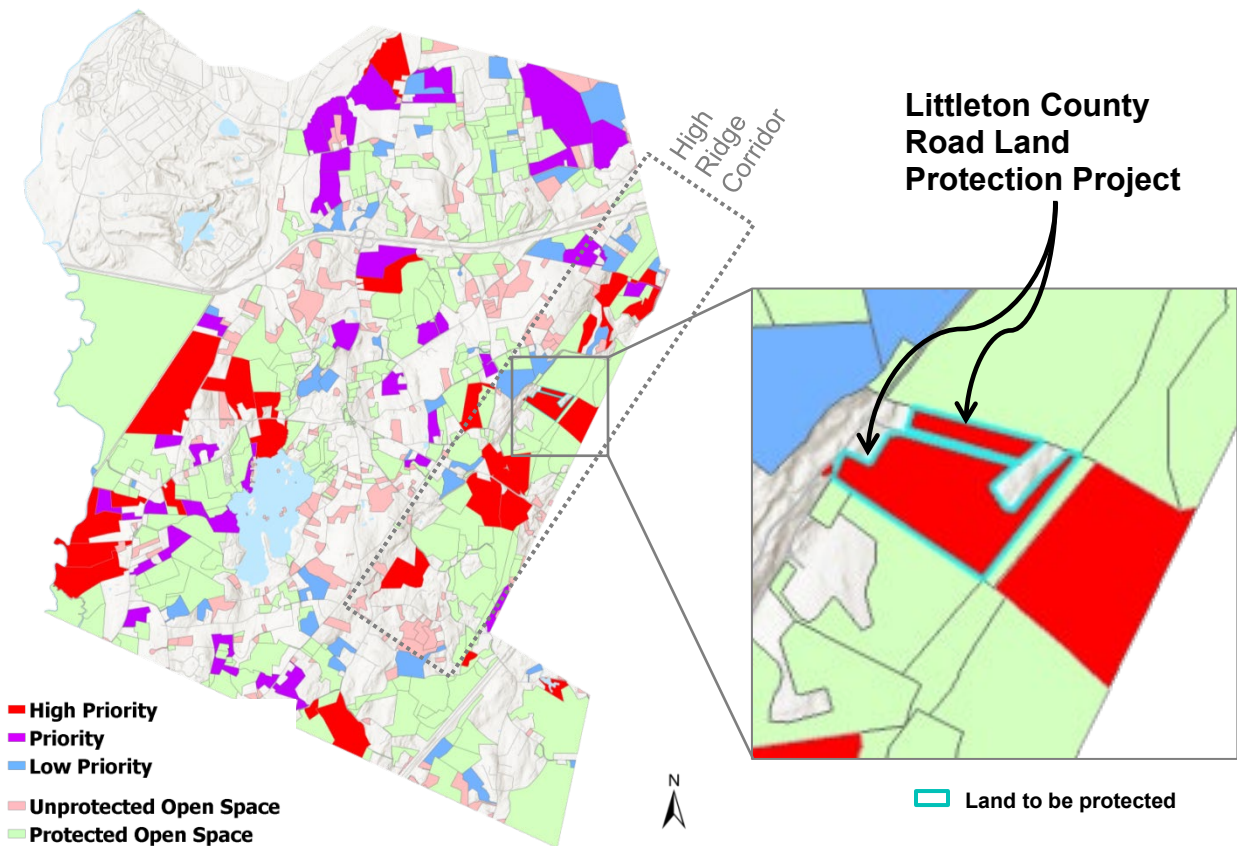 High
Ridge
Corridor
Littleton County
Road Land
Protection Project
High Priority
Priority
Low Priority
Unprotected Open Space
Protected Open Space
N
Land to be protected